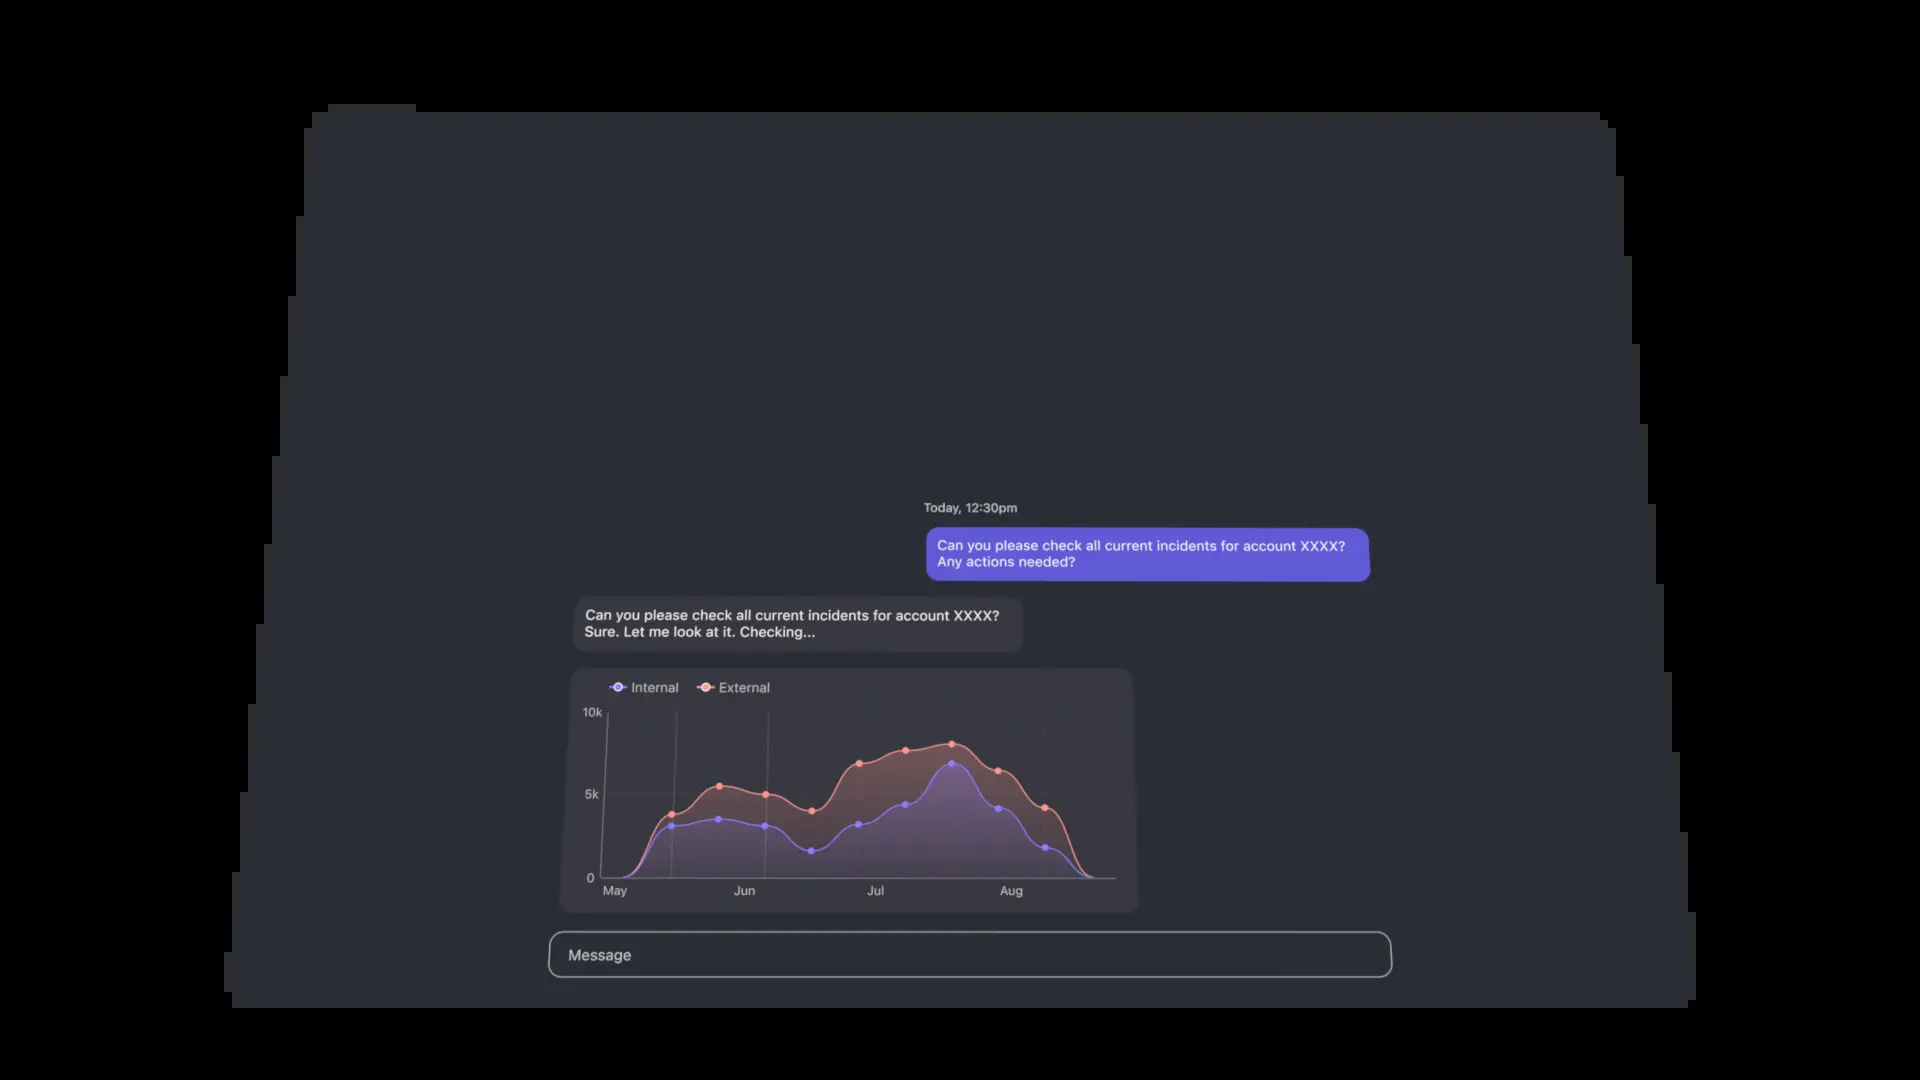 Today, 12:30pm
Can you please check all current incidents for account XXXX?
Any actions needed?
Can you please check all current incidents for account XXXX?
Sure. Let me look at it. Checking...
Internal External
10k
5k
0
May Jun Jul Aug
Message